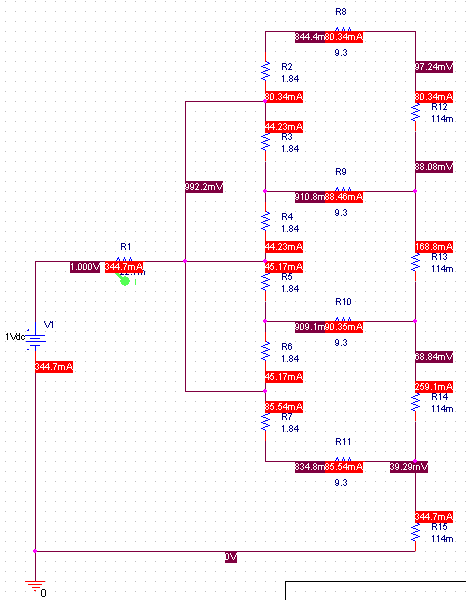 R8
844.4m 80.34mA
9.3
R2
1.84
97.24mV
80.34mA
80.34mA
R12
114m
44.23mA
R3
1.84
88.08mV
R9
992.2mV
910.8m 88.46mA
9.3
R4
1.84
R1
44.23mA
168.8mA
1.000V
344.7mA
45.17mA
R13
114m
R5
1.84
R10
V1
909.1m 90.35mA
1Vdc
9.3
R6
1.84
68.84mV
344.7mA
45.17mA
259.1mA
R14
114m
85.54mA
R7
1.84
R11
834.8m 85.54mA
39.29mV
9.3
344.7mA
R15
114m
0V
0